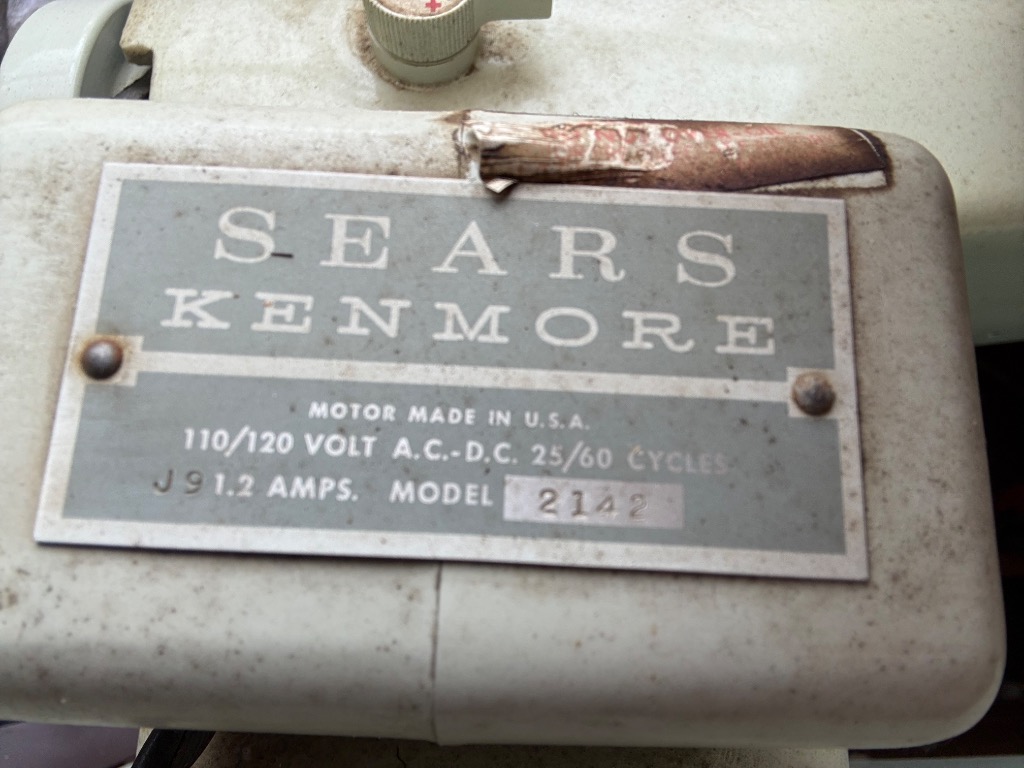 +
SEARS
KENMORE
MOTOR MADE IN U.S.A.
110/120 VOLT A.C.-D.C. 25/60 CYCLES
J9 1.2 AMPS. MODEL 2142